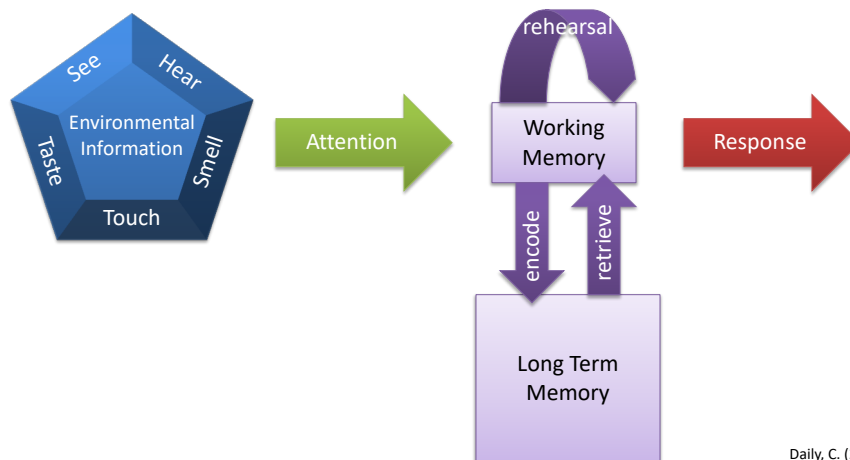 See
Hear
Environmental
Information
Taste
Smell
Touch
Attention
rehearsal
Working
Memory
encode
retrieve
Long Term
Memory
Response
Daily, C. (